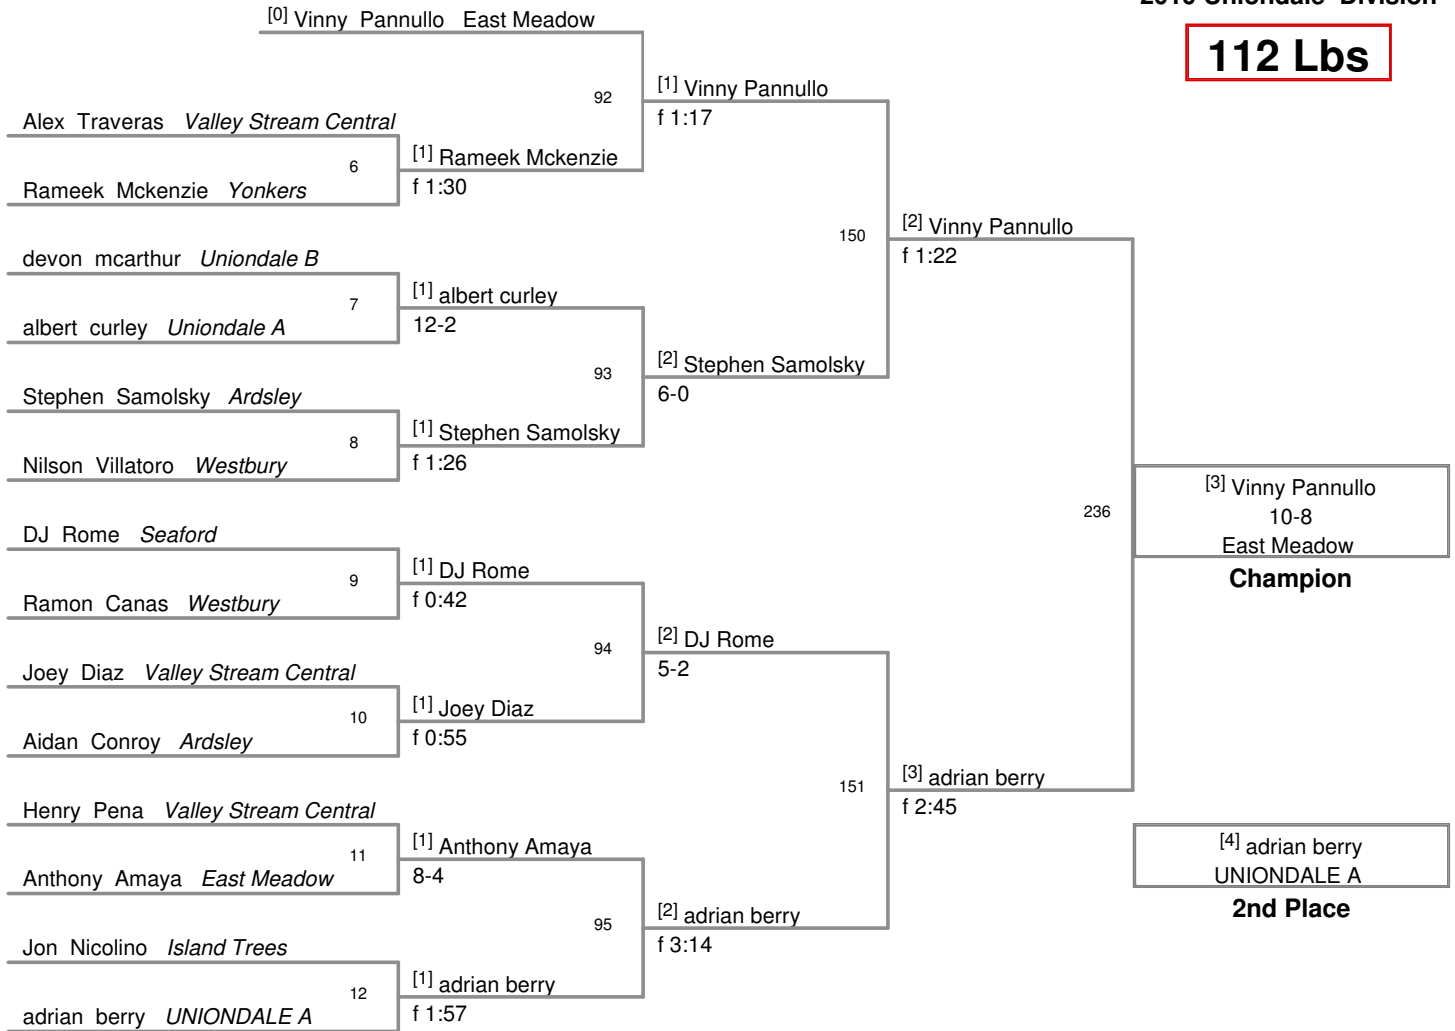 2010 Uniondale Division
112 Lbs
[0] Vinny Pannullo East Meadow
92
[1] Vinny Pannullo
f 1:17
Alex Traveras Valley Stream Central
6
[1] Rameek Mckenzie
f 1:30
Rameek Mckenzie Yonkers
150
[2] Vinny Pannullo
f 1:22
devon mcarthur Uniondale B
7
[1] albert curley
12-2
albert curley Uniondale A
93
[2] Stephen Samolsky
6-0
Stephen Samolsky Ardsley
8
[1] Stephen Samolsky
f 1:26
Nilson Villatoro Westbury
236
[3] Vinny Pannullo
10-8
East Meadow
Champion
DJ Rome Seaford
9
[1] DJ Rome
f 0:42
Ramon Canas Westbury
94
[2] DJ Rome
5-2
Joey Diaz Valley Stream Central
10
[1] Joey Diaz
f 0:55
Aidan Conroy Ardsley
151
[3] adrian berry
f 2:45
Henry Pena Valley Stream Central
11
[1] Anthony Amaya
8-4
Anthony Amaya East Meadow
95
[2] adrian berry
f 3:14
[4] adrian berry
UNIONDALE A
2nd Place
Jon Nicolino Island Trees
12
[1] adrian berry
f 1:57
adrian berry UNIONDALE A